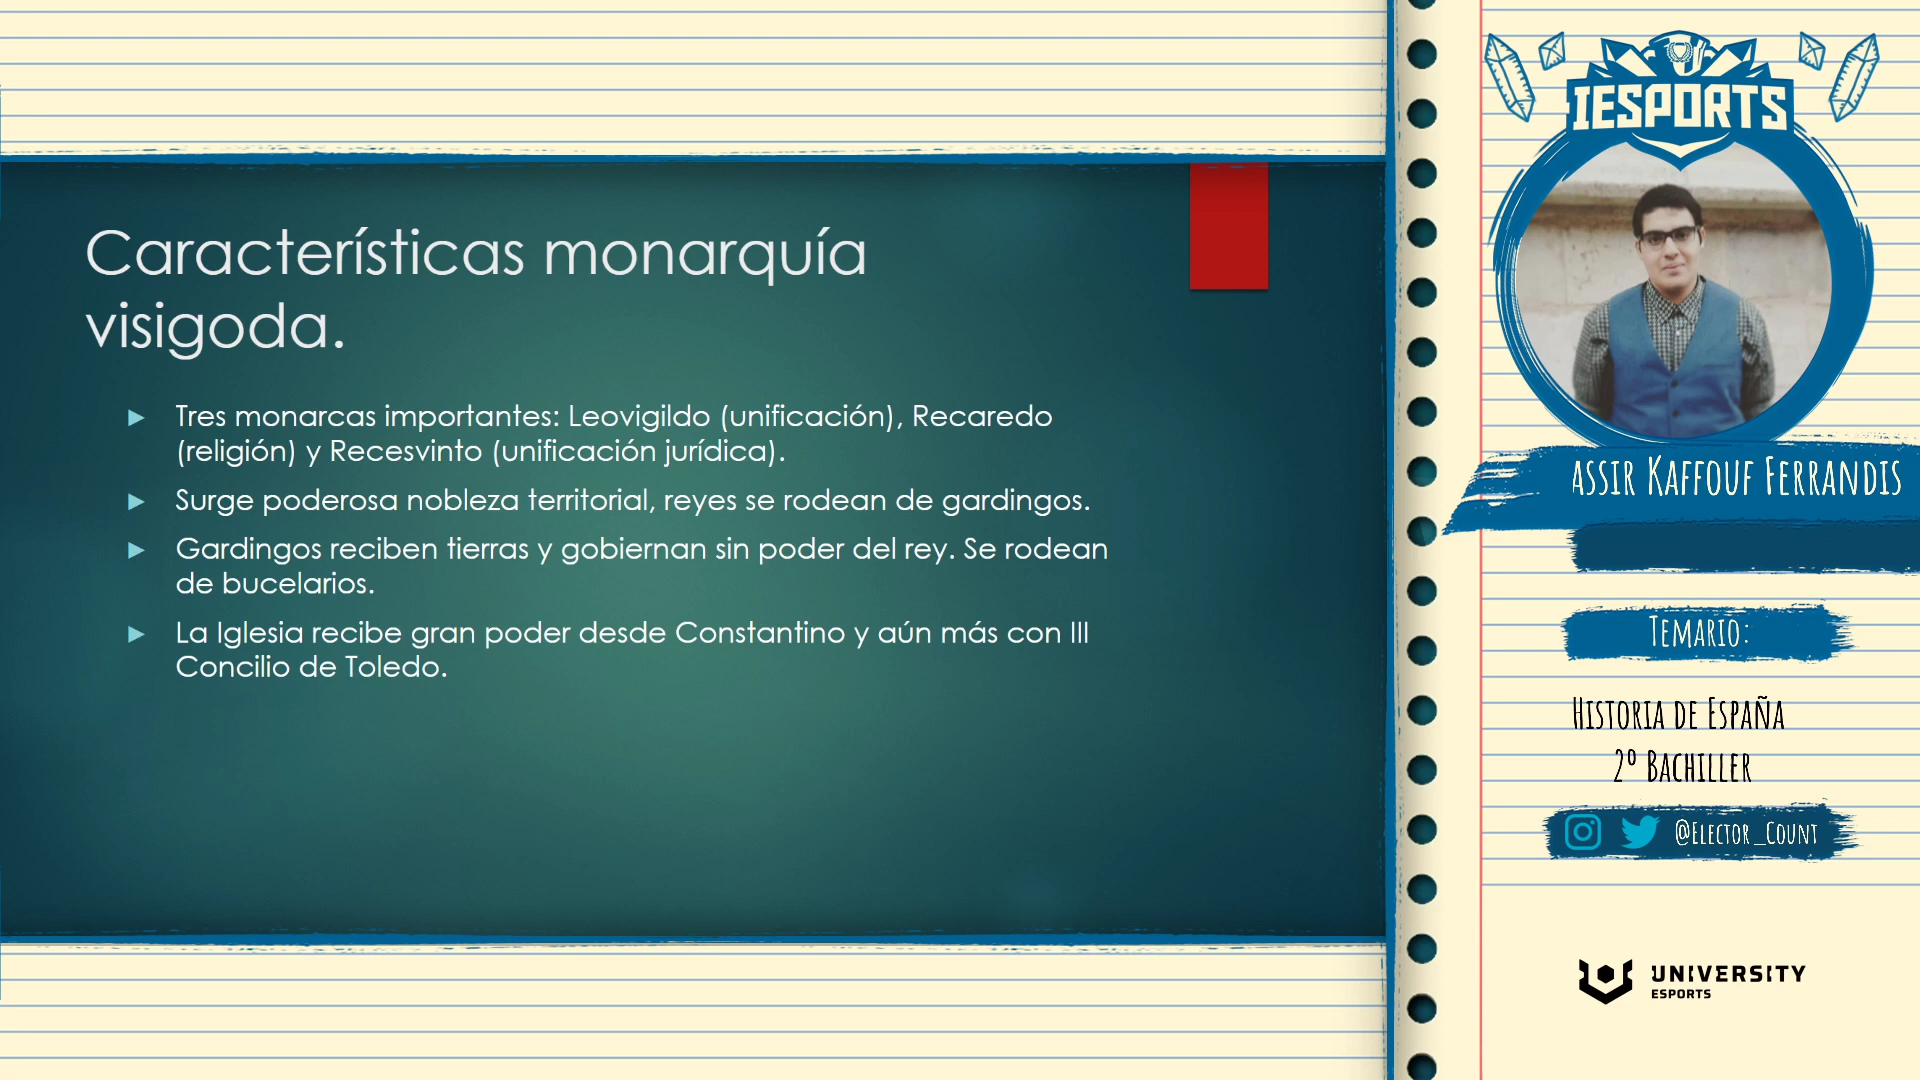 Características monarquía
visigoda.
Tres monarcas importantes: Leovigildo (unificación), Recaredo
(religión) y Recesvinto (unificación jurídica).
Surge poderosa nobleza territorial, reyes se rodean de gardingos.
Gardingos reciben tierras y gobiernan sin poder del rey. Se rodean
de bucelarios.
La Iglesia recibe gran poder desde Constantino y aún más con III
Concilio de Toledo.
IESPORTS
ASSIR KAFFOUF FERRANDIS
TEMARIO:
HISTORIA DE ESPAÑA
2º BACHILLER
@ELECTOR_COUNT
UNIVERSITY
ESPORTS